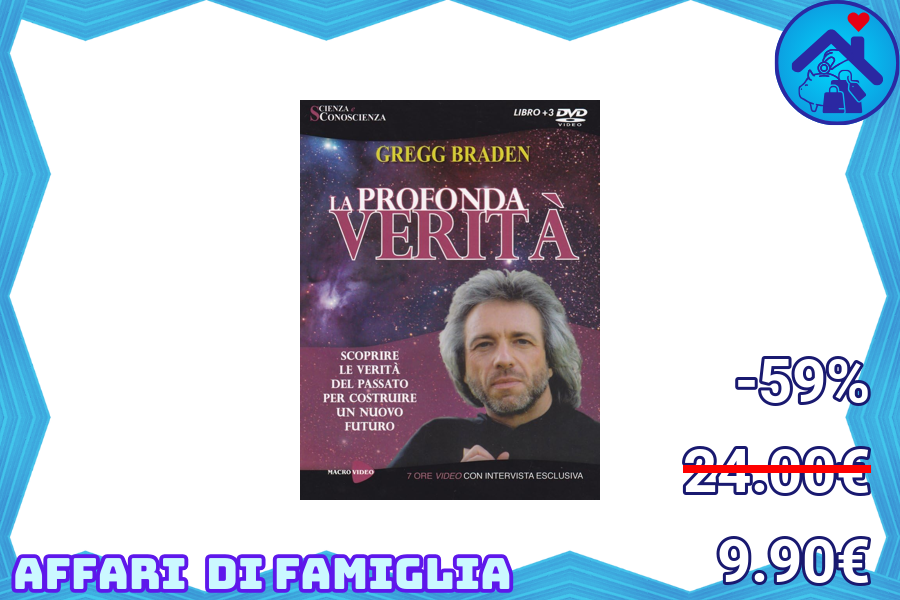 SCIENZA e
CONOSCIENZA
LIBRO +3 DVD
VIDEO
GREGG BRADEN
LA PROFONDA
VERITÀ
SCOPRIRE
LE VERITÀ
DEL PASSATO
PER COSTRUIRE
UN NUOVO
FUTURO
MACRO VIDEO
7 ORE VIDEO CON INTERVISTA ESCLUSIVA
-59%
24.00€
9.90€
AFFARI DI FAMIGLIA